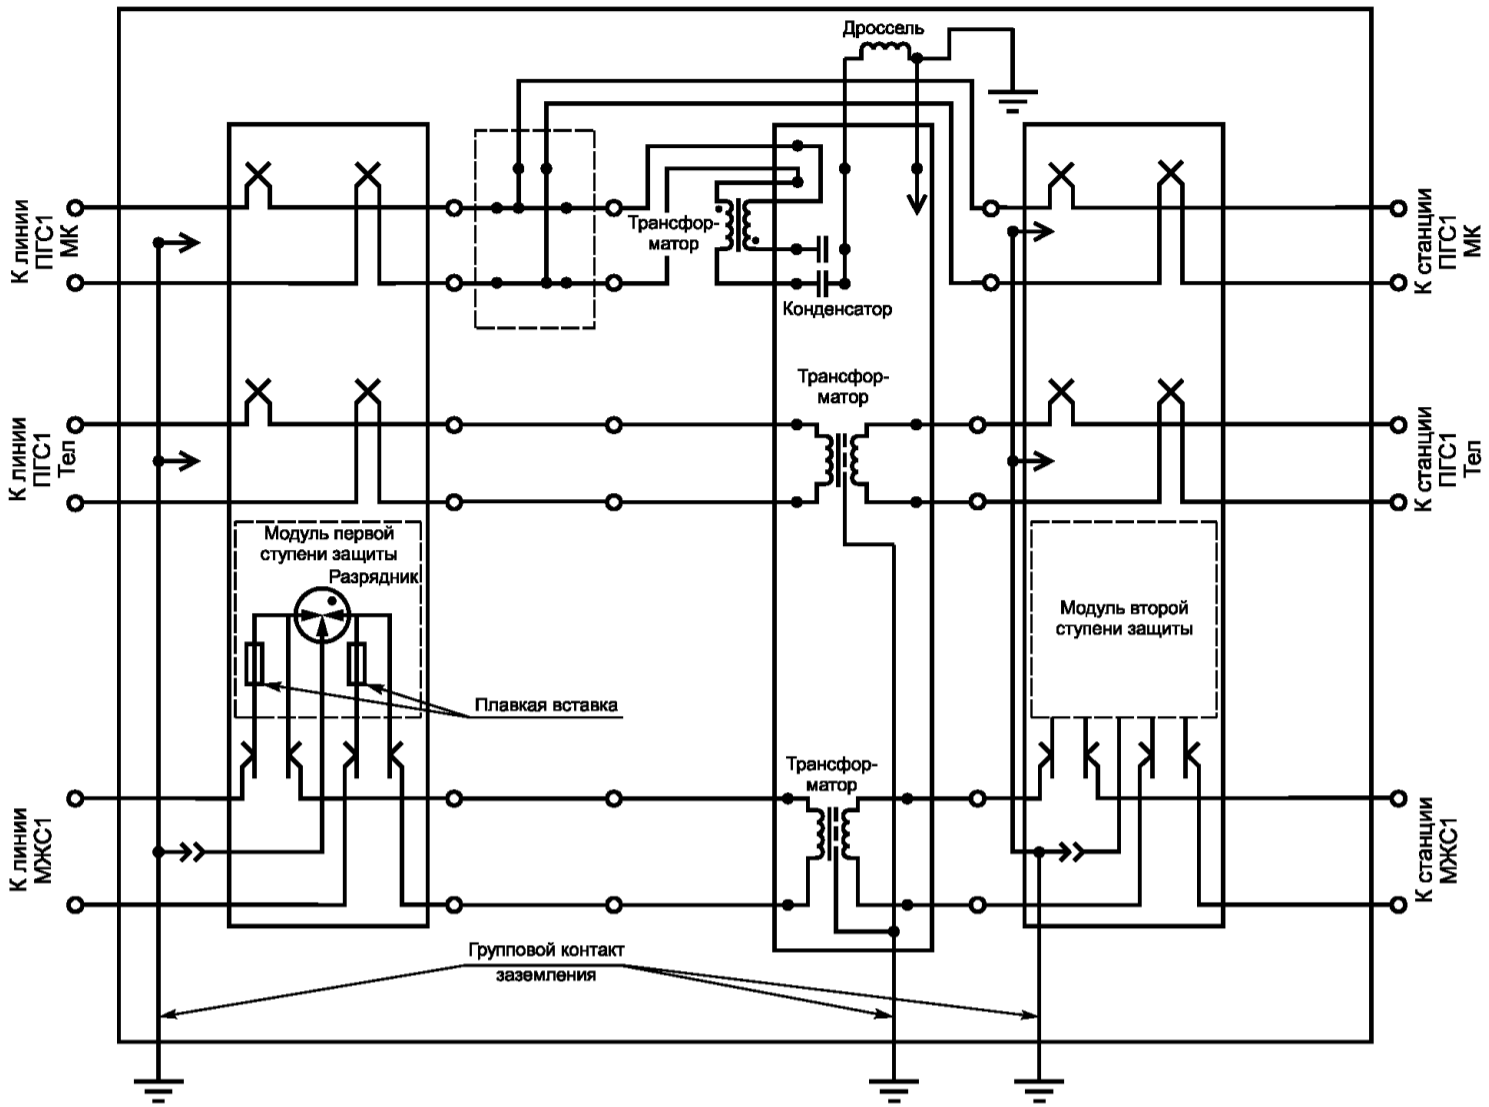 Дроссель
К линии
ПГС1
МК
Трансфор-
матор
Конденсатор
К станции
ПГС1
МК
К линии
ПГС1
Тел
Трансфор-
матор
К станции
ПГС1
Тел
Модуль первой
ступени защиты
Разрядник
Модуль второй
ступени защиты
Плавкая вставка
К линии
МЖС1
Трансфор-
матор
К станции
МЖС1
Групповой контакт
заземления